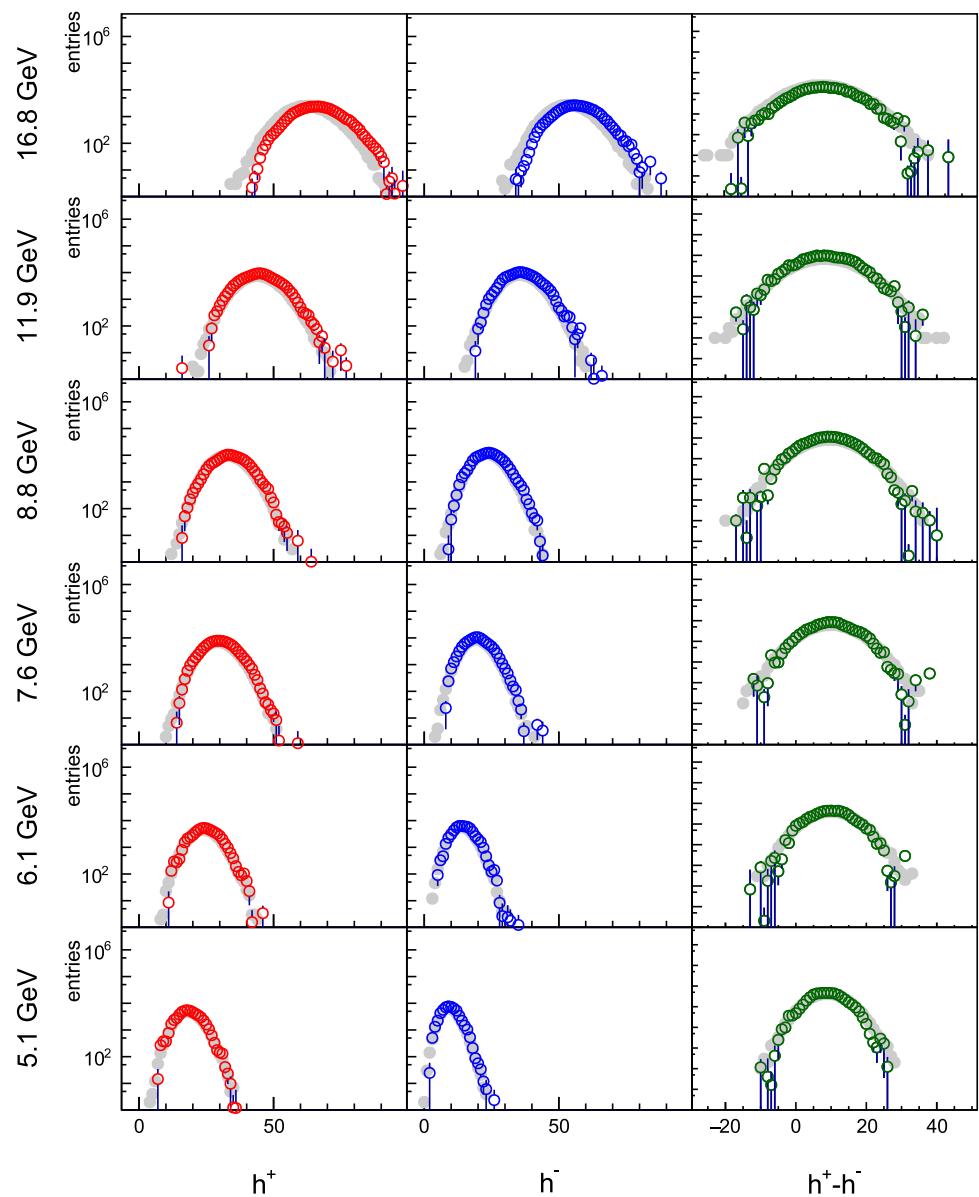 16.8 GeV
entries
10^6
10^2
11.9 GeV
entries
10^6
10^2
8.8 GeV
entries
10^6
10^2
7.6 GeV
entries
10^6
10^2
6.1 GeV
entries
10^6
10^2
5.1 GeV
entries
10^6
10^2
0 50 0 50 −20 0 20 40
h^+ h^- h^+-h^-